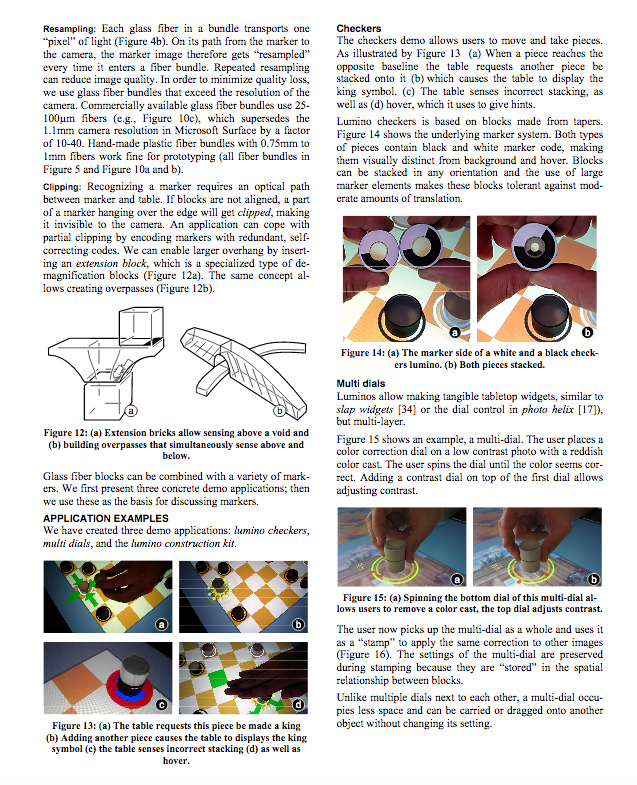 Resampling: Each glass fiber in a bundle transports one
“pixel” of light (Figure 4b). On its path from the marker to
the camera, the marker image therefore gets “resampled”
every time it enters a fiber bundle. Repeated resampling
can reduce image quality. In order to minimize quality loss,
we use glass fiber bundles that exceed the resolution of the
camera. Commercially available glass fiber bundles use 25-
100µm fibers (e.g., Figure 10c), which supersedes the
1.1mm camera resolution in Microsoft Surface by a factor
of 10-40. Hand-made plastic fiber bundles with 0.75mm to
1mm fibers work fine for prototyping (all fiber bundles in
Figure 5 and Figure 10a and b).
Clipping: Recognizing a marker requires an optical path
between marker and table. If blocks are not aligned, a part
of a marker hanging over the edge will get clipped, making
it invisible to the camera. An application can cope with
partial clipping by encoding markers with redundant, self-
correcting codes. We can enable larger overhang by insert-
ing an extension block, which is a specialized type of de-
magnification blocks (Figure 12a). The same concept al-
lows creating overpasses (Figure 12b).
a
b
Figure 12: (a) Extension bricks allow sensing above a void and
(b) building overpasses that simultaneously sense above and
below.
Glass fiber blocks can be combined with a variety of mark-
ers. We first present three concrete demo applications; then
we use these as the basis for discussing markers.
APPLICATION EXAMPLES
We have created three demo applications: lumino checkers,
multi dials, and the lumino construction kit.
a
b
c
d
Figure 13: (a) The table requests this piece be made a king
(b) Adding another piece causes the table to displays the king
symbol (c) the table senses incorrect stacking (d) as well as
hover.
Checkers
The checkers demo allows users to move and take pieces.
As illustrated by Figure 13 (a) When a piece reaches the
opposite baseline the table requests another piece be
stacked onto it (b) which causes the table to display the
king symbol. (c) The table senses incorrect stacking, as
well as (d) hover, which it uses to give hints.
Lumino checkers is based on blocks made from tapers.
Figure 14 shows the underlying marker system. Both types
of pieces contain black and white marker code, making
them visually distinct from background and hover. Blocks
can be stacked in any orientation and the use of large
marker elements makes these blocks tolerant against mod-
erate amounts of translation.
a
b
Figure 14: (a) The marker side of a white and a black check-
ers lumino. (b) Both pieces stacked.
Multi dials
Luminos allow making tangible tabletop widgets, similar to
slap widgets [34] or the dial control in photo helix [17]),
but multi-layer.
Figure 15 shows an example, a multi-dial. The user places a
color correction dial on a low contrast photo with a reddish
color cast. The user spins the dial until the color seems cor-
rect. Adding a contrast dial on top of the first dial allows
adjusting contrast.
a
b
Figure 15: (a) Spinning the bottom dial of this multi-dial al-
lows users to remove a color cast, the top dial adjusts contrast.
The user now picks up the multi-dial as a whole and uses it
as a “stamp” to apply the same correction to other images
(Figure 16). The settings of the multi-dial are preserved
during stamping because they are “stored” in the spatial
relationship between blocks.
Unlike multiple dials next to each other, a multi-dial occu-
pies less space and can be carried or dragged onto another
object without changing its setting.